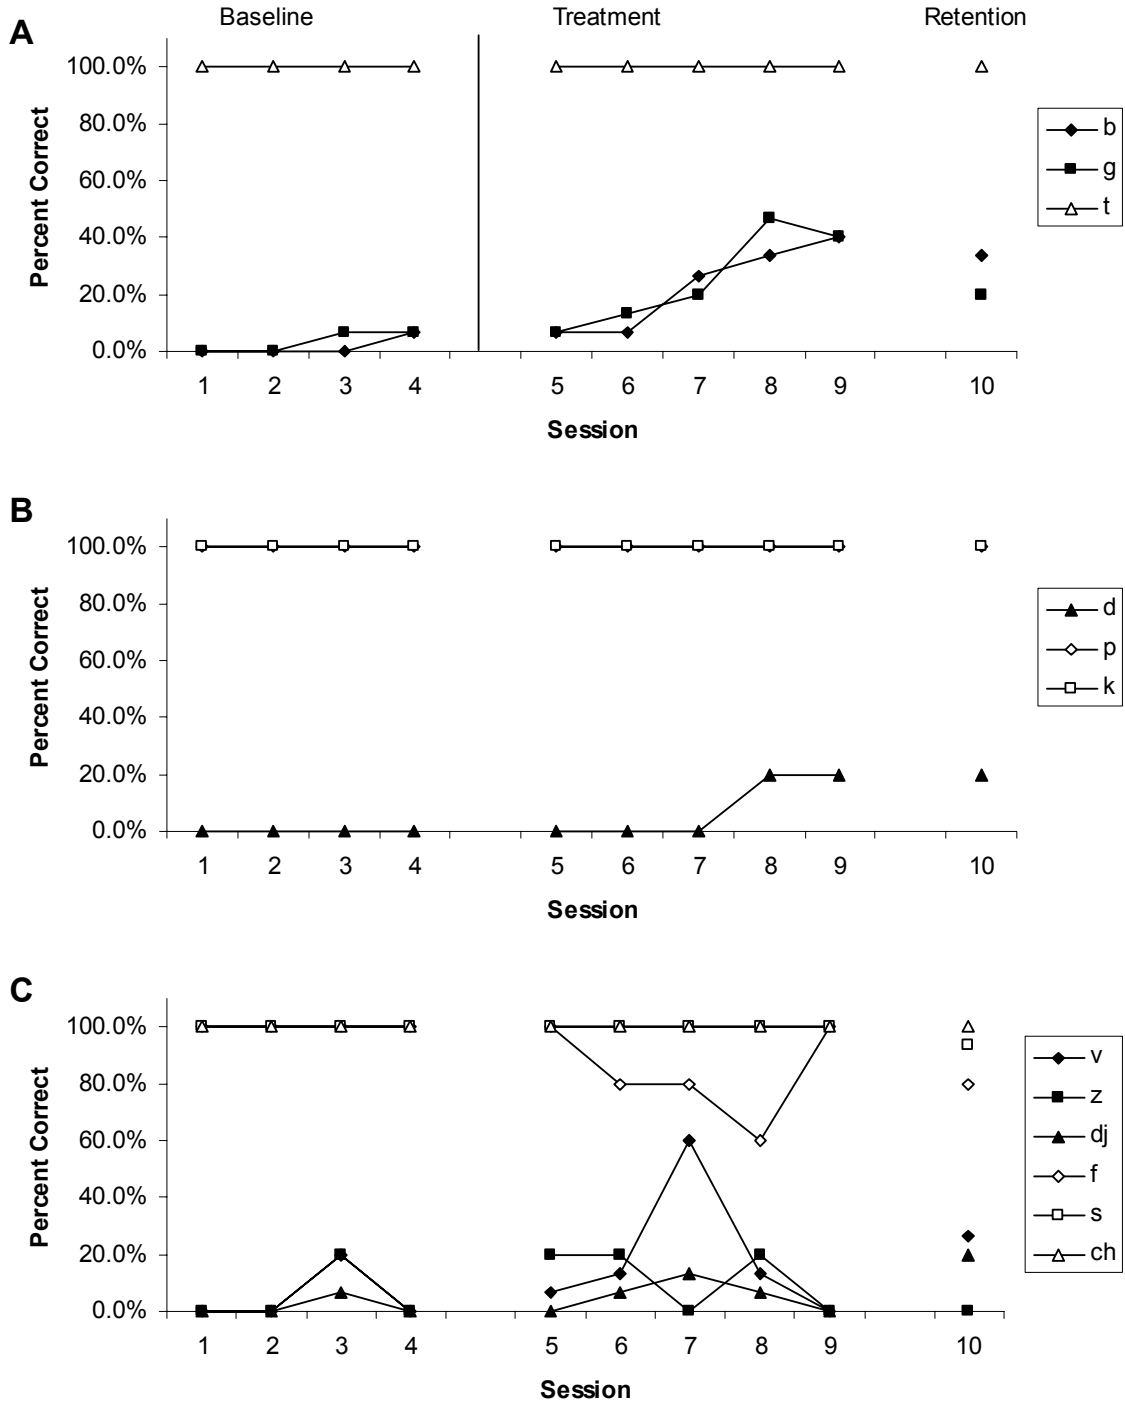 Baseline Treatment Retention
A
100.0%
80.0%
60.0%
40.0%
20.0%
0.0%
Percent Correct
1 2 3 4 5 6 7 8 9 10
Session
b
g
t
B
100.0%
80.0%
60.0%
40.0%
20.0%
0.0%
Percent Correct
1 2 3 4 5 6 7 8 9 10
Session
d
p
k
C
100.0%
80.0%
60.0%
40.0%
20.0%
0.0%
Percent Correct
1 2 3 4 5 6 7 8 9 10
Session
v
z
dj
f
s
ch